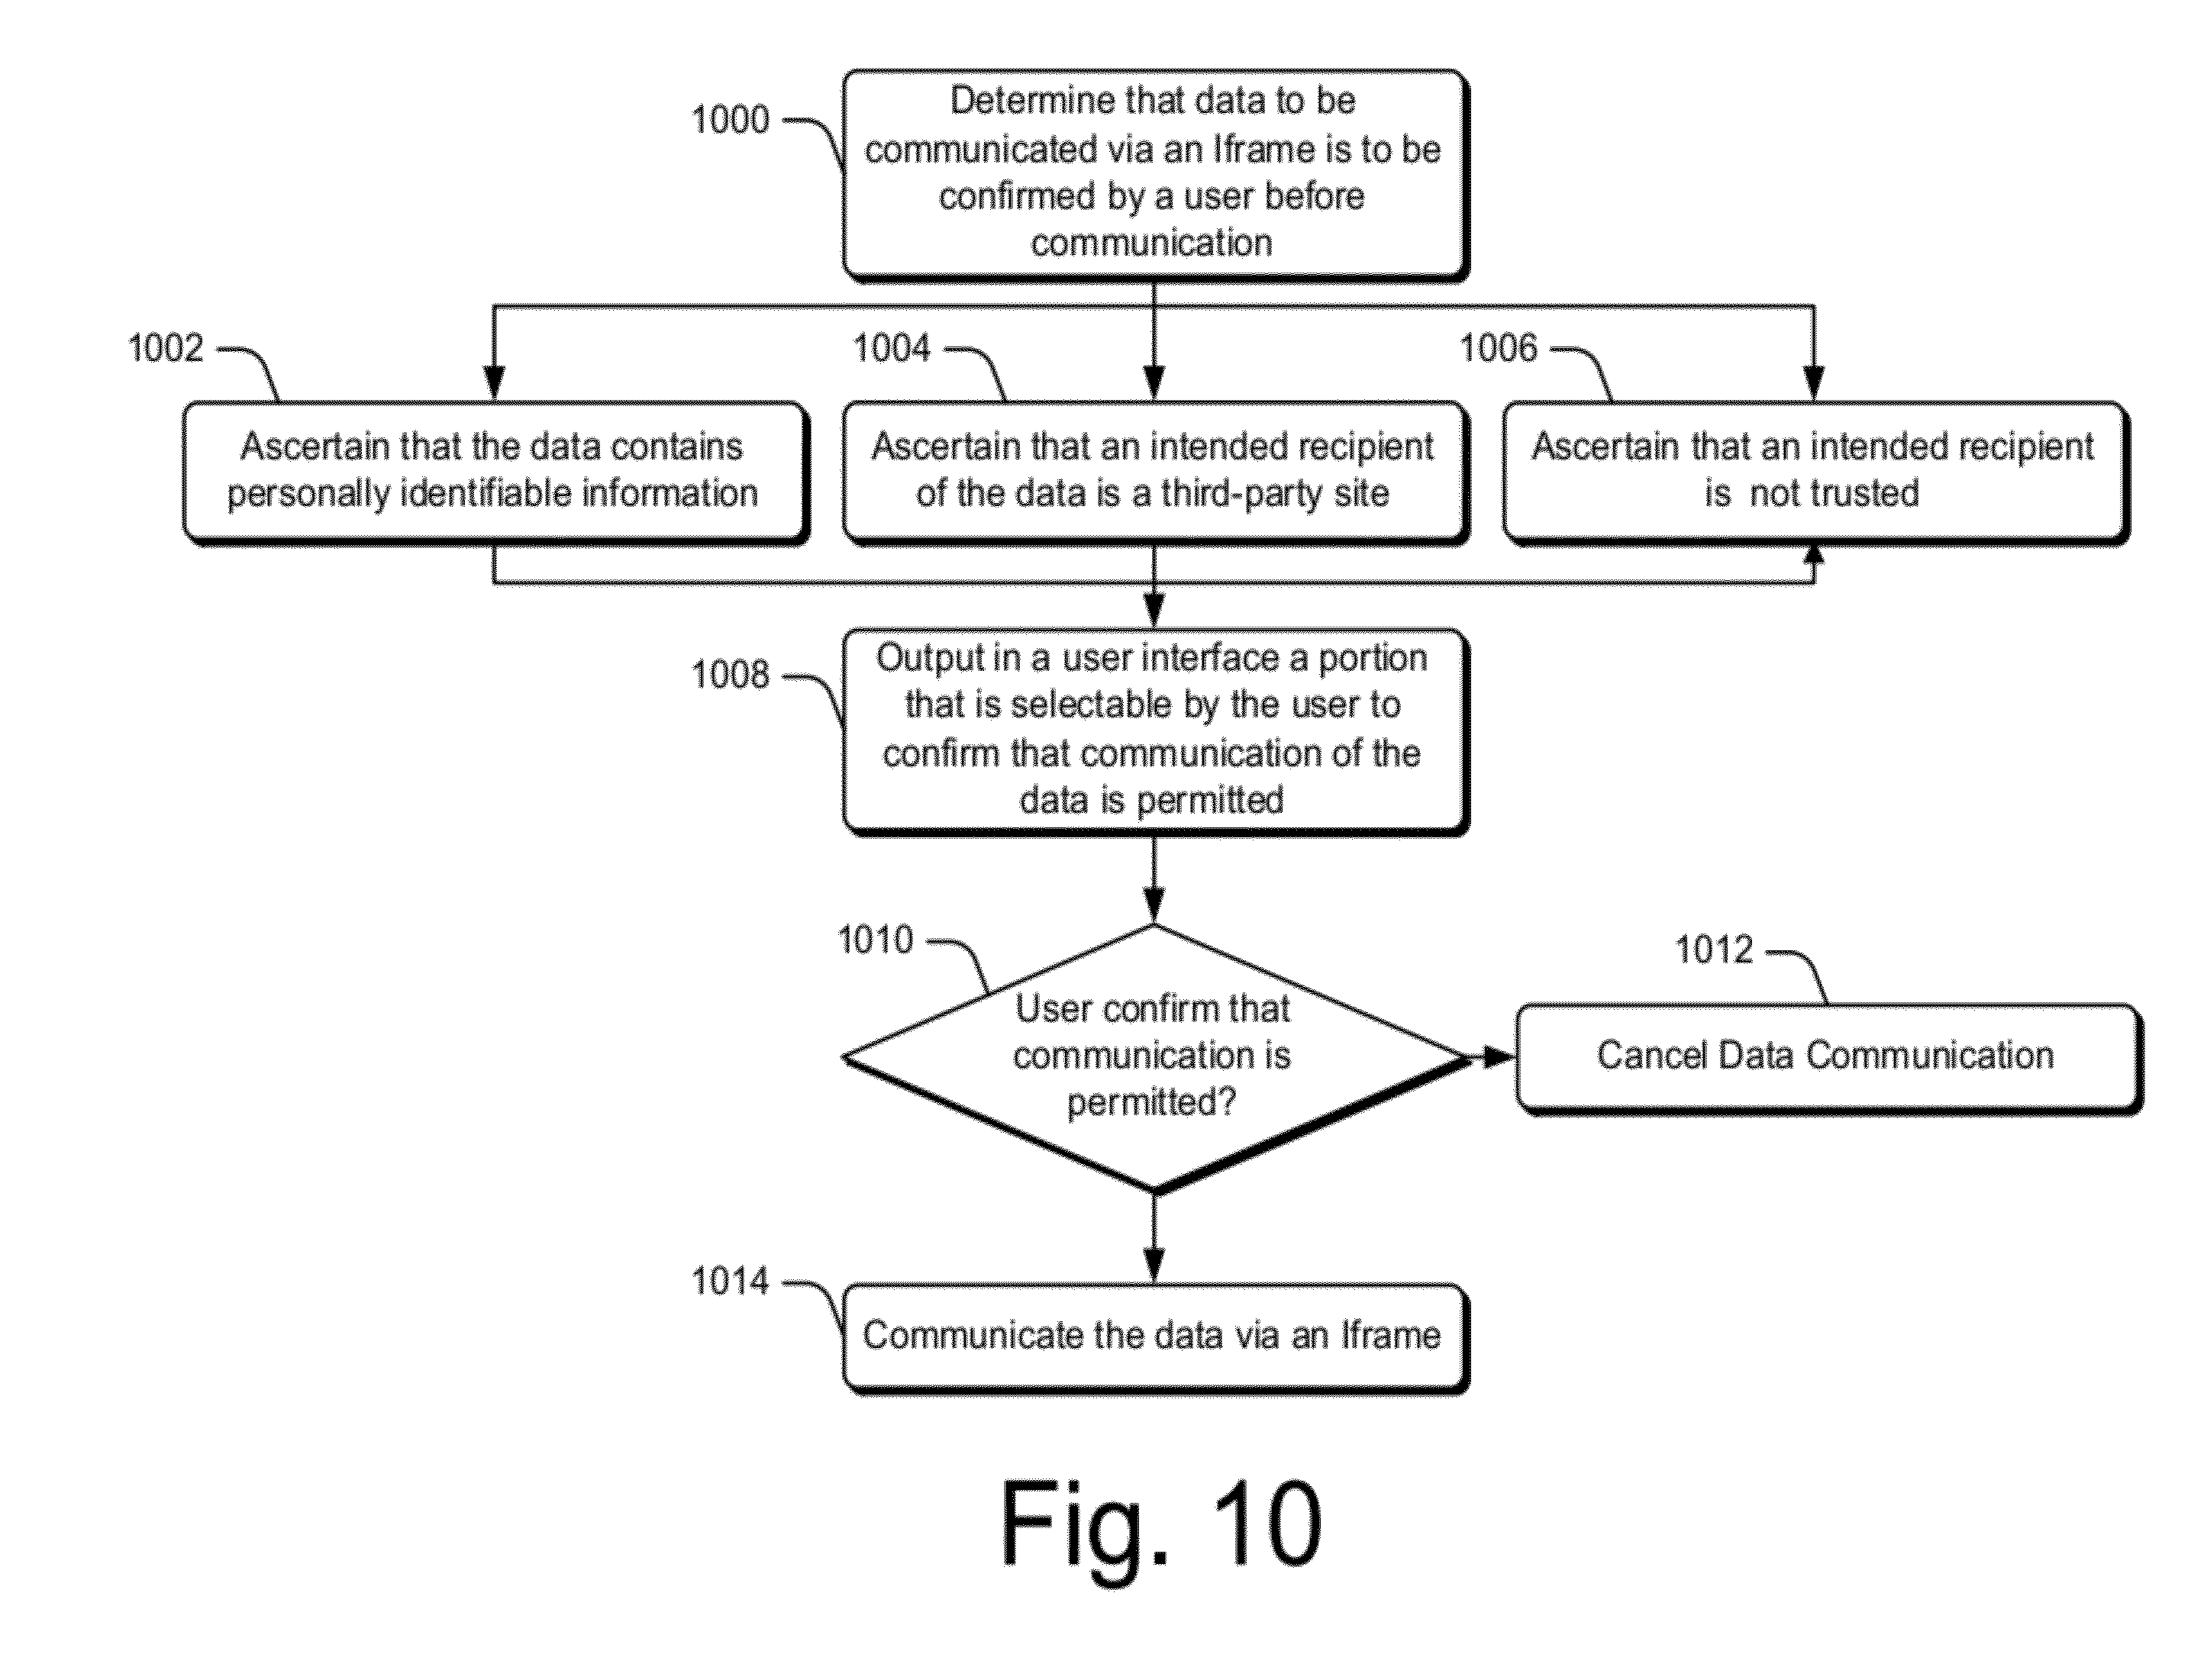 1000
Determine that data to be
communicated via an Iframe is to be
confirmed by a user before
communication
1002
Ascertain that the data contains
personally identifiable information
1004
Ascertain that an intended recipient
of the data is a third-party site
1006
Ascertain that an intended recipient
is not trusted
1008
Output in a user interface a portion
that is selectable by the user to
confirm that communication of the
data is permitted
1010
User confirm that
communication is
permitted?
1012
Cancel Data Communication
1014
Communicate the data via an Iframe
Fig. 10